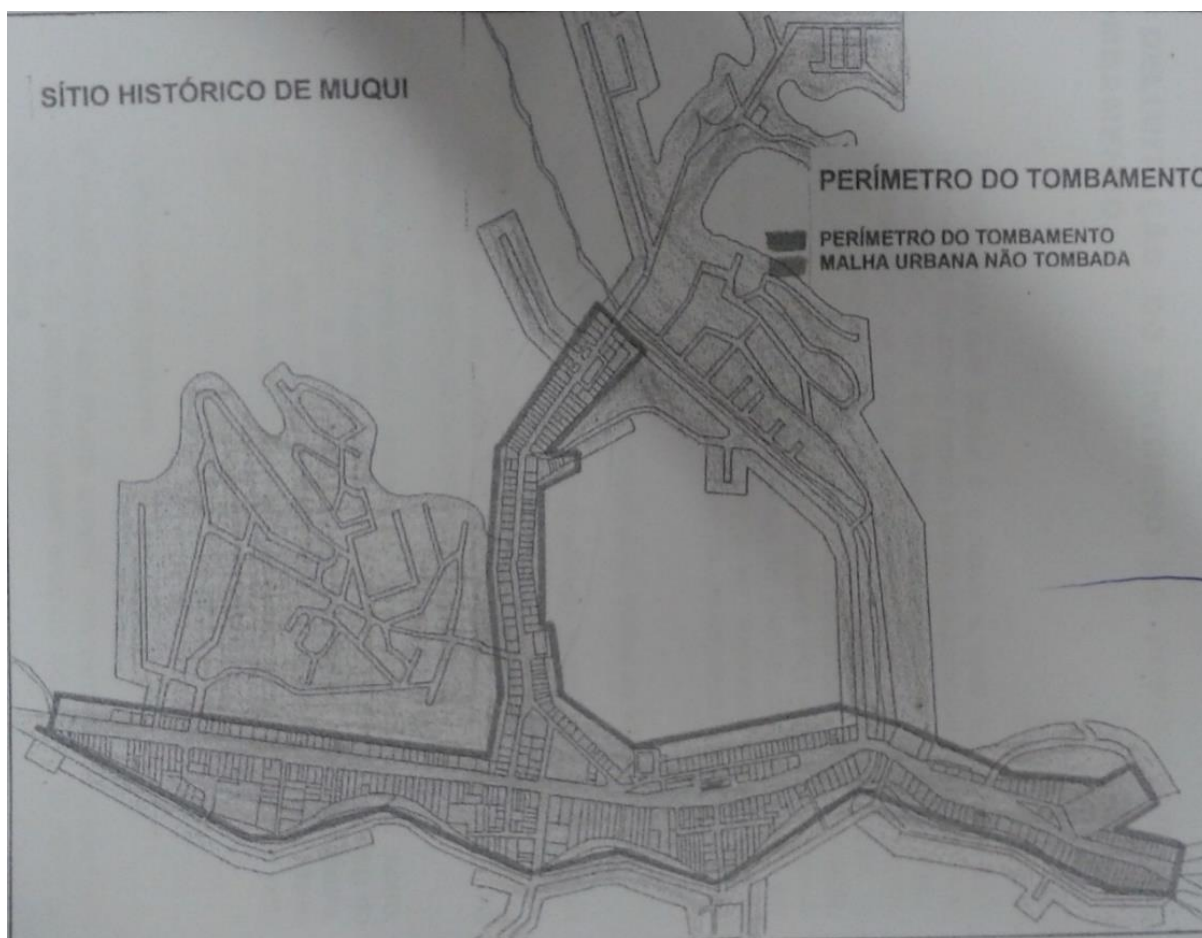 SÍTIO HISTÓRICO DE MUQUI
PERÍMETRO DO TOMBAMENTO
PERÍMETRO DO TOMBAMENTO
MALHA URBANA NÃO TOMBADA